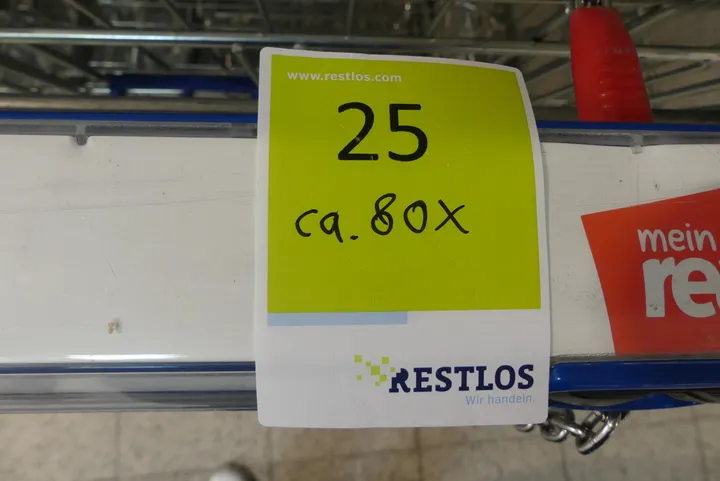 www.restlos.com
25
ca. 80x
RESTLOS
Wir handeln.
mein